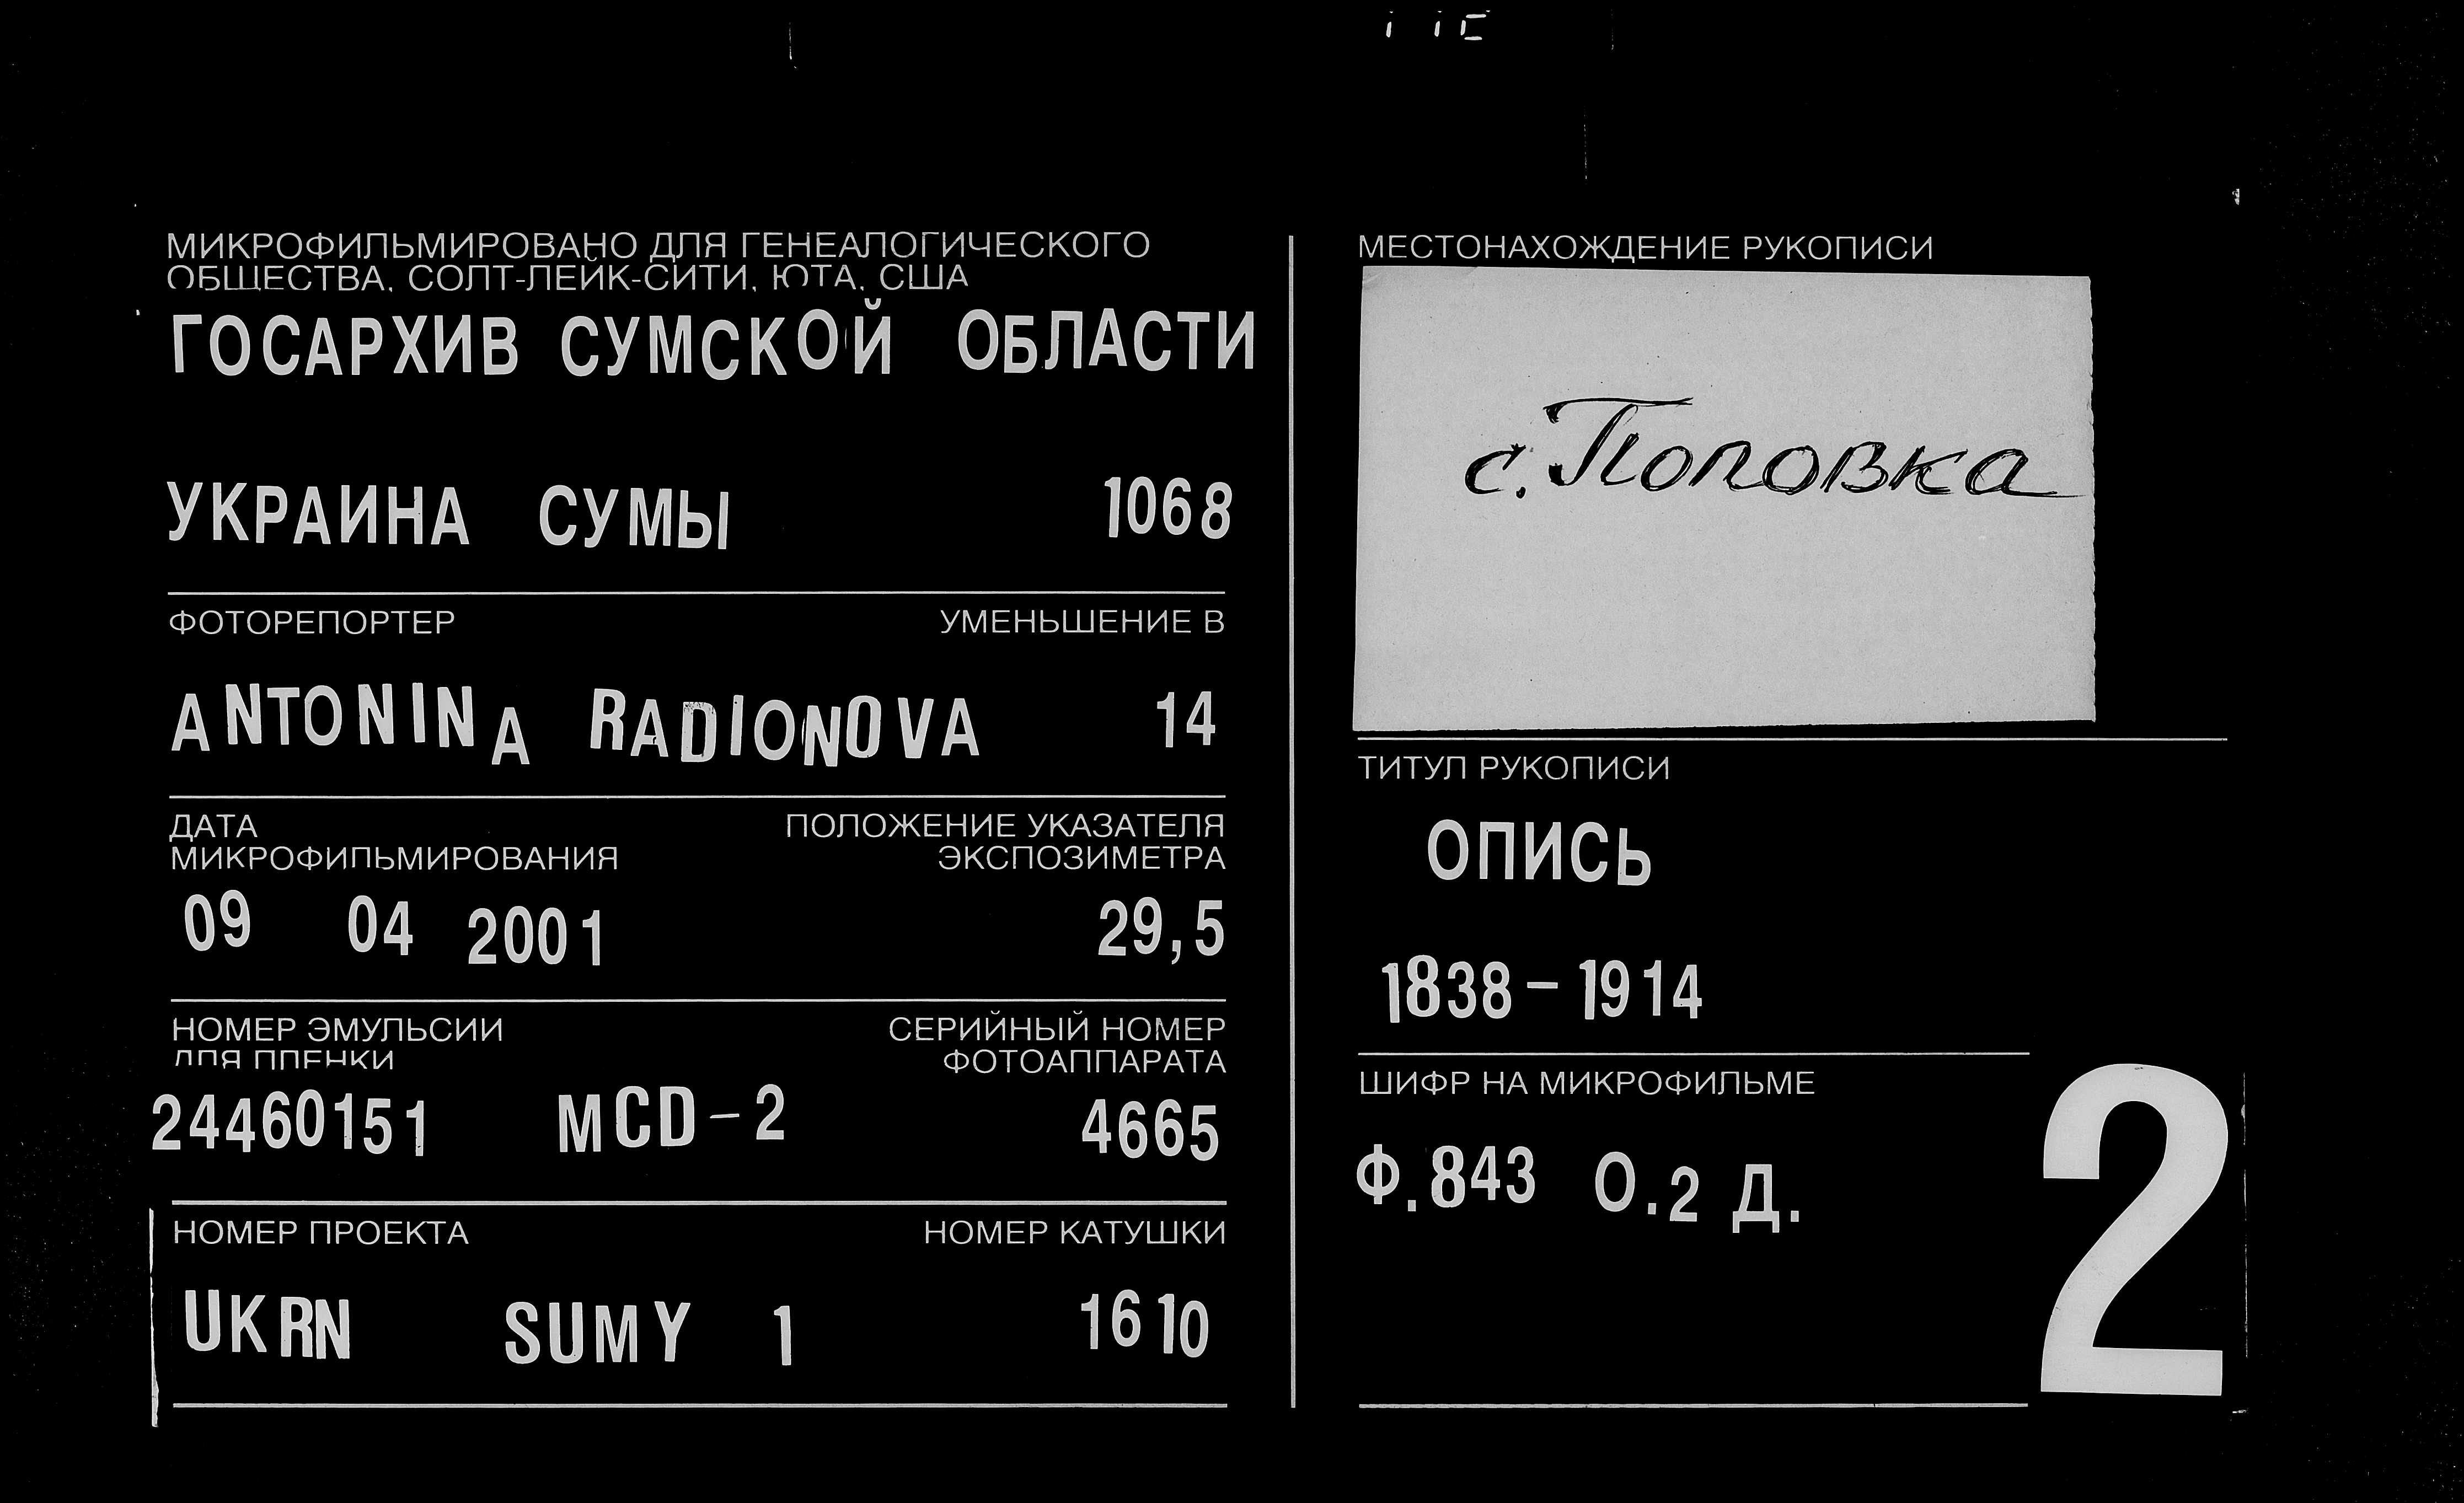 МИКРОФИЛЬМИРОВАНО ДЛЯ ГЕНЕАЛОГИЧЕСКОГО
ОБЩЕСТВА, СОЛТ-ЛЕЙК-СИТИ, ЮТА, США
ГОСАРХИВ СУМСКОЙ ОБЛАСТИ
УКРАИНА СУМЫ 1068
ФОТОРЕПОРТЕР УМЕНЬШЕНИЕ В
ANTONINA RADIONOVA 14
ДАТА ПОЛОЖЕНИЕ УКАЗАТЕЛЯ
МИКРОФИЛЬМИРОВАНИЯ ЭКСПОЗИМЕТРА
09 04 2001 29,5
НОМЕР ЭМУЛЬСИИ СЕРИЙНЫЙ НОМЕР
ДЛЯ ПЛЕНКИ ФОТОАППАРАТА
24460151 MCD-2 4665
НОМЕР ПРОЕКТА НОМЕР КАТУШКИ
UKRN SUMY 1 1610
МЕСТОНАХОЖДЕНИЕ РУКОПИСИ
с. Поповка
ТИТУЛ РУКОПИСИ
ОПИСЬ
1838-1914
ШИФР НА МИКРОФИЛЬМЕ
Ф.843 О.2 Д.
2